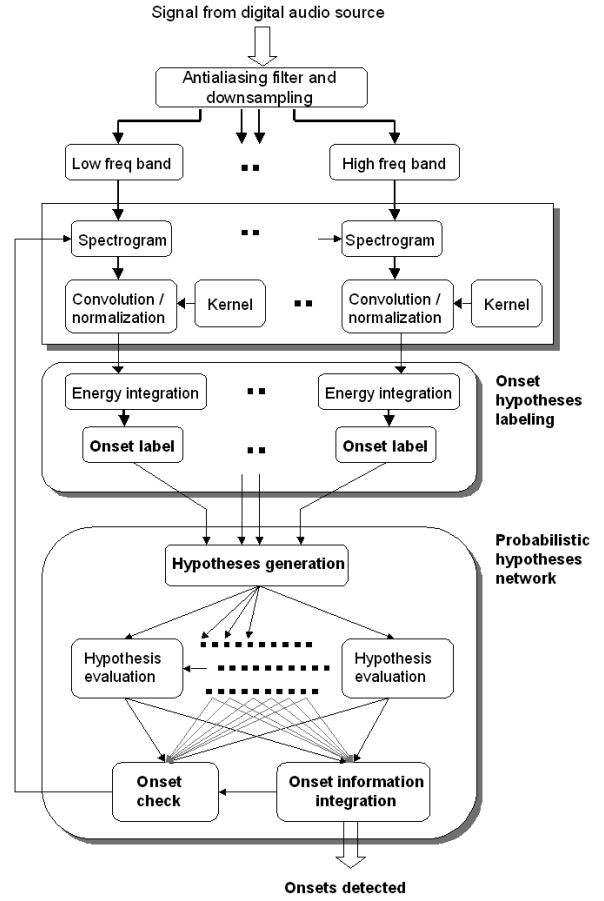 Signal from digital audio source
Antialiasing filter and
downsampling
Low freq band
High freq band
Spectrogram
Spectrogram
Convolution /
normalization
Kernel
Convolution /
normalization
Kernel
Energy integration
Energy integration
Onset
hypotheses
labeling
Onset label
Onset label
Probabilistic
hypotheses
network
Hypotheses generation
Hypothesis
evaluation
Hypothesis
evaluation
Onset
check
Onset information
integration
Onsets detected